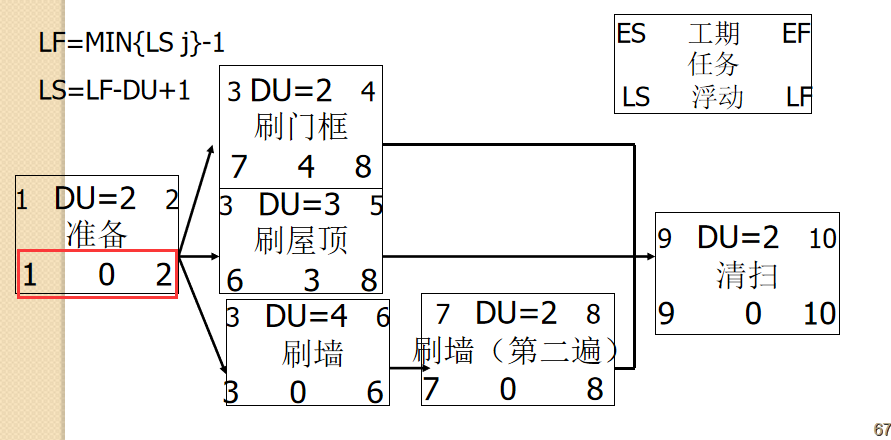 LF=MIN{LS j}-1
LS=LF-DU+1
ES 工期 EF
任务
LS 浮动 LF
3 DU=2 4
刷门框
7 4 8
1 DU=2 2
准备
1 0 2
3 DU=3 5
刷屋顶
6 3 8
3 DU=4 6
刷墙
3 0 6
7 DU=2 8
刷墙（第二遍）
7 0 8
9 DU=2 10
清扫
9 0 10
67